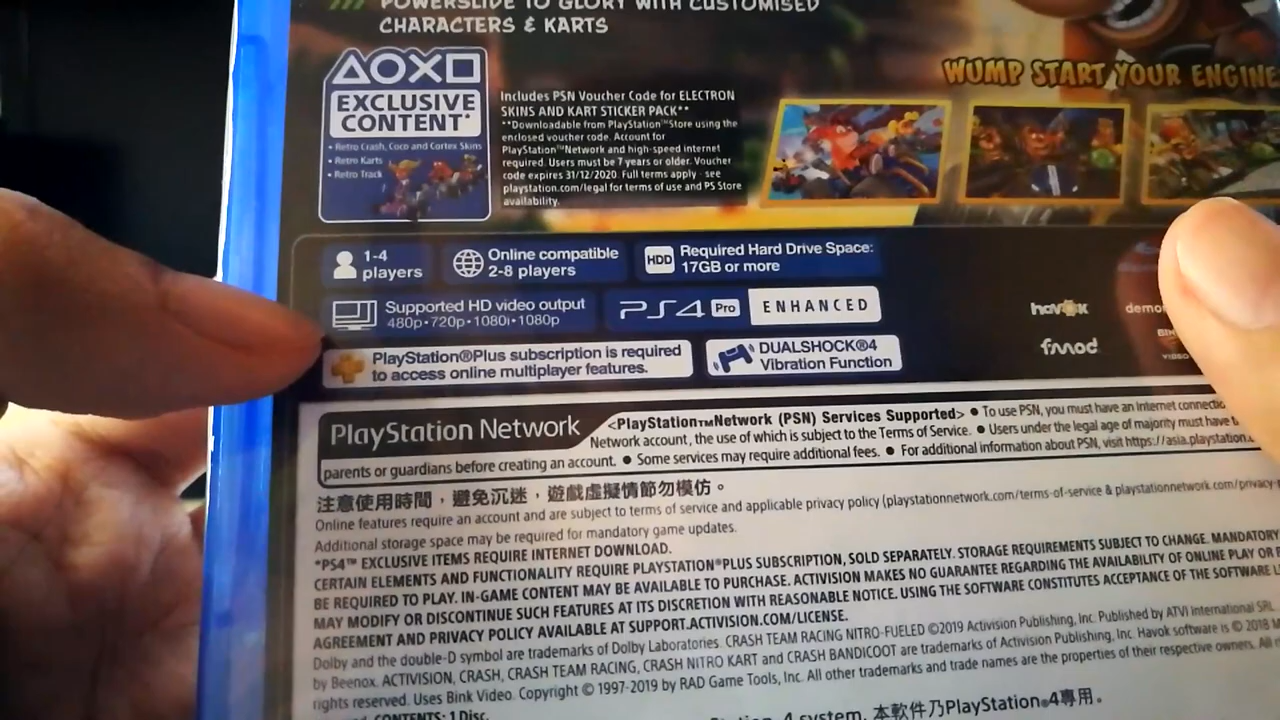 POWERSLIDE TO GLORY WITH CUSTOMISED
CHARACTERS & KARTS
WUMP START YOUR ENGINE
EXCLUSIVE
CONTENT*
• Retro Crash, Coco and Cortex Skins
• Retro Karts
• Retro Track
Includes PSN Voucher Code for ELECTRON
SKINS AND KART STICKER PACK**
**Downloadable from PlayStation™Store using the
enclosed voucher code. Account for
PlayStation™Network and high-speed internet
required. Users must be 7 years or older. Voucher
code expires 31/12/2020. Full terms apply - see
playstation.com/legal for terms of use and PS Store
availability.
1-4
players
Online compatible
2-8 players
HDD
Required Hard Drive Space:
17GB or more
Supported HD video output
480p•720p•1080i•1080p
PS4 Pro ENHANCED
PlayStation®Plus subscription is required
to access online multiplayer features.
DUALSHOCK®4
Vibration Function
havok
fmod
PlayStation Network
<PlayStation™Network (PSN) Services Supported> ● To use PSN, you must have an Internet
Network account, the use of which is subject to the Terms of Service. ● Users under the legal age of majority must have
parents or guardians before creating an account. ● Some services may require additional fees. ● For additional information about PSN, visit https://asia.playstation.
注意使用時間，避免沉迷，遊戲虛擬情節勿模仿。
Online features require an account and are subject to terms of service and applicable privacy policy (playstationnetwork.com/terms-of-service & playstationnetwork.com/privacy-
Additional storage space may be required for mandatory game updates.
*PS4™ EXCLUSIVE ITEMS REQUIRE INTERNET DOWNLOAD.
CERTAIN ELEMENTS AND FUNCTIONALITY REQUIRE PLAYSTATION®PLUS SUBSCRIPTION, SOLD SEPARATELY. STORAGE REQUIREMENTS SUBJECT TO CHANGE. MANDATORY
BE REQUIRED TO PLAY. IN-GAME CONTENT MAY BE AVAILABLE TO PURCHASE. ACTIVISION MAKES NO GUARANTEE REGARDING THE AVAILABILITY OF ONLINE PLAY OR
MAY MODIFY OR DISCONTINUE SUCH FEATURES AT ITS DISCRETION WITH REASONABLE NOTICE. USING THE SOFTWARE CONSTITUTES ACCEPTANCE OF THE SOFTWARE
AGREEMENT AND PRIVACY POLICY AVAILABLE AT SUPPORT.ACTIVISION.COM/LICENSE.
Dolby and the double-D symbol are trademarks of Dolby Laboratories. CRASH TEAM RACING NITRO-FUELED ©2019 Activision Publishing, Inc. Published by ATVI International SRL
by Beenox. ACTIVISION, CRASH, CRASH TEAM RACING, CRASH NITRO KART and CRASH BANDICOOT are trademarks of Activision Publishing, Inc. Havok software is © 2018
rights reserved. Uses Bink Video. Copyright © 1997-2019 by RAD Game Tools, Inc. All other trademarks and trade names are the properties of their respective owners. All
CONTENTS: 1 Disc.
4 system. 本軟件乃PlayStation®4專用。